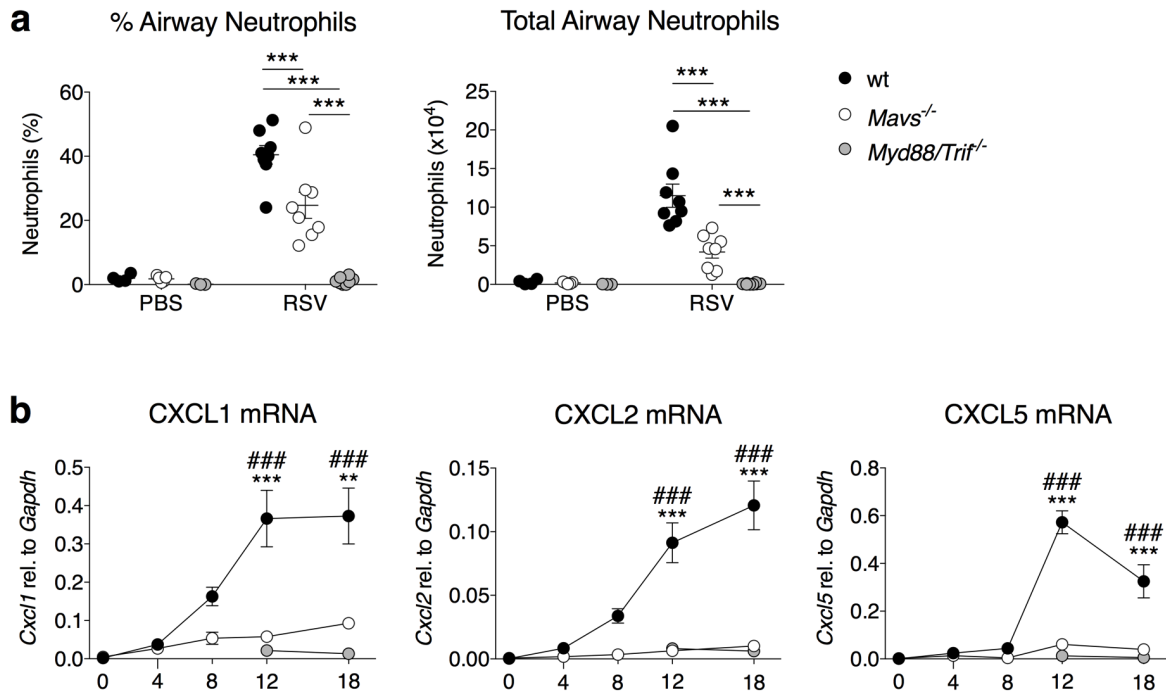 a
% Airway Neutrophils
***
***
***
Neutrophils (%)
60
40
20
0
PBS
RSV
Total Airway Neutrophils
***
***
***
Neutrophils (x10⁴)
25
20
15
10
5
0
PBS
RSV
wt
Mavs-/-
Myd88/Trif-/-
b
CXCL1 mRNA
Cxcl1 rel. to Gapdh
0.5
0.4
0.3
0.2
0.1
0.0
###
***
###
**
0 4 8 12 18
CXCL2 mRNA
Cxcl2 rel. to Gapdh
0.15
0.10
0.05
0.00
###
***
###
***
0 4 8 12 18
CXCL5 mRNA
Cxcl5 rel. to Gapdh
0.8
0.6
0.4
0.2
0.0
###
***
###
***
0 4 8 12 18